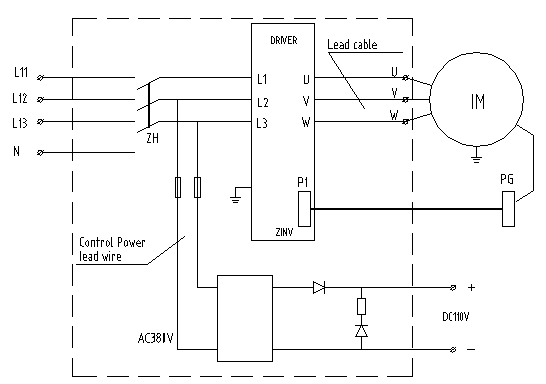 DRIVER
Lead cable
L11
L1
U
U
L12
L2
V
V
IM
L13
L3
W
W
ZH
N
P1
PG
ZINV
Control Power
lead wire
+
AC380V
DC110V
−